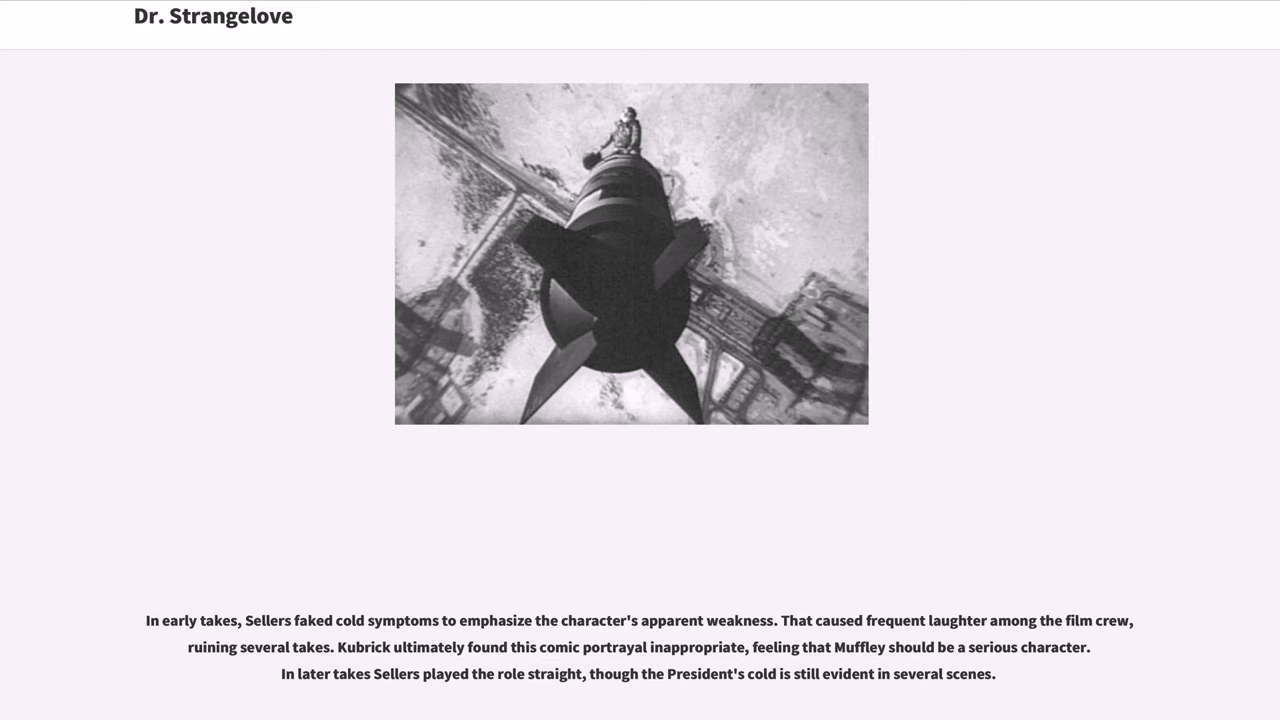 Dr. Strangelove
In early takes, Sellers faked cold symptoms to emphasize the character's apparent weakness. That caused frequent laughter among the film crew,
ruining several takes. Kubrick ultimately found this comic portrayal inappropriate, feeling that Muffley should be a serious character.
In later takes Sellers played the role straight, though the President's cold is still evident in several scenes.